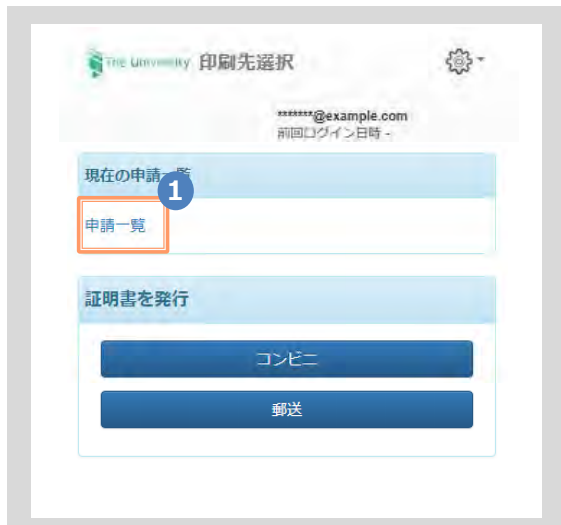 The University 印刷先選択
*******@example.com
前回ログイン日時 -
現在の申請一覧
1
申請一覧
証明書を発行
コンビニ
郵送